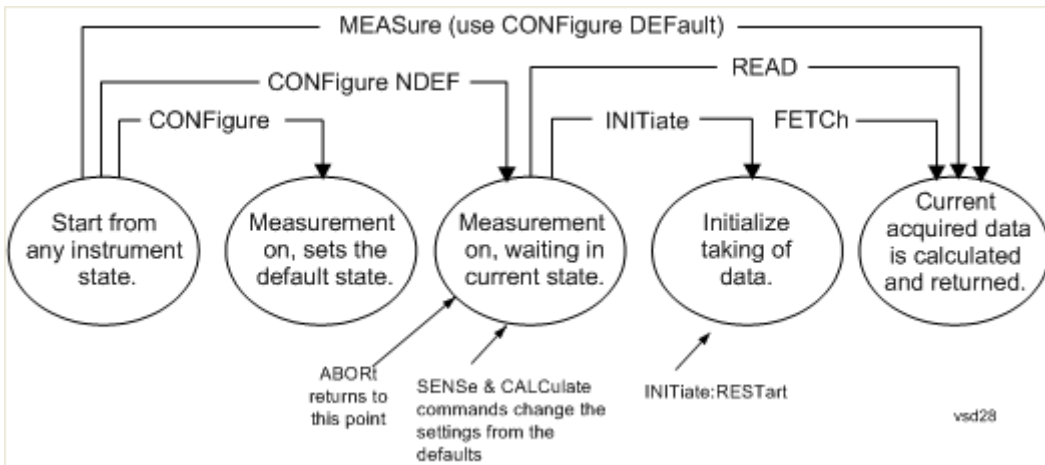 MEASure (use CONFigure DEFault)
CONFigure NDEF
READ
CONFigure
INITiate
FETCh
Start from
any instrument
state.
Measurement
on, sets the
default state.
Measurement
on, waiting in
current state.
Initialize
taking of
data.
Current
acquired data
is calculated
and returned.
ABORt
returns to
this point
SENSe & CALCulate
commands change the
settings from the
defaults
INITiate:RESTart
vsd28